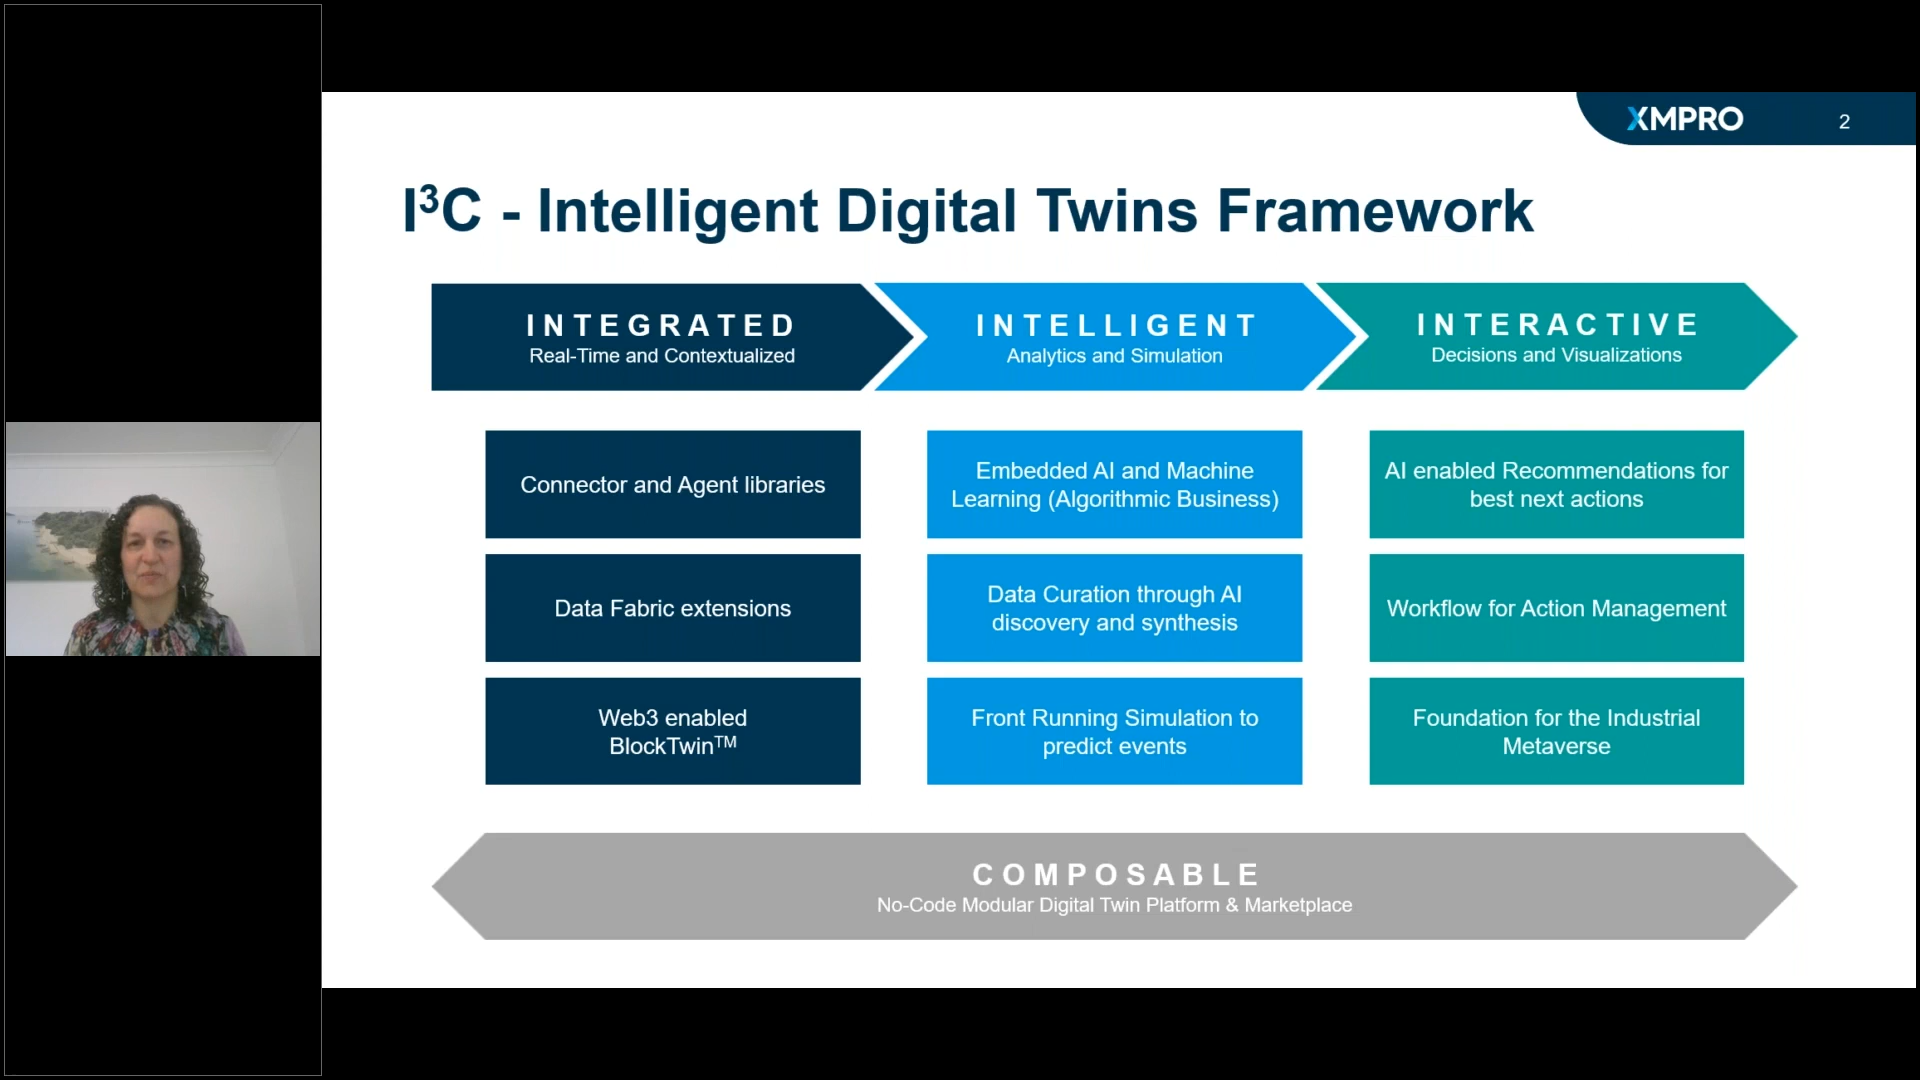 XMPRO
2
I³C - Intelligent Digital Twins Framework
INTEGRATED
Real-Time and Contextualized
INTELLIGENT
Analytics and Simulation
INTERACTIVE
Decisions and Visualizations
Connector and Agent libraries
Embedded AI and Machine
Learning (Algorithmic Business)
AI enabled Recommendations for
best next actions
Data Fabric extensions
Data Curation through AI
discovery and synthesis
Workflow for Action Management
Web3 enabled
BlockTwin™
Front Running Simulation to
predict events
Foundation for the Industrial
Metaverse
COMPOSABLE
No-Code Modular Digital Twin Platform & Marketplace